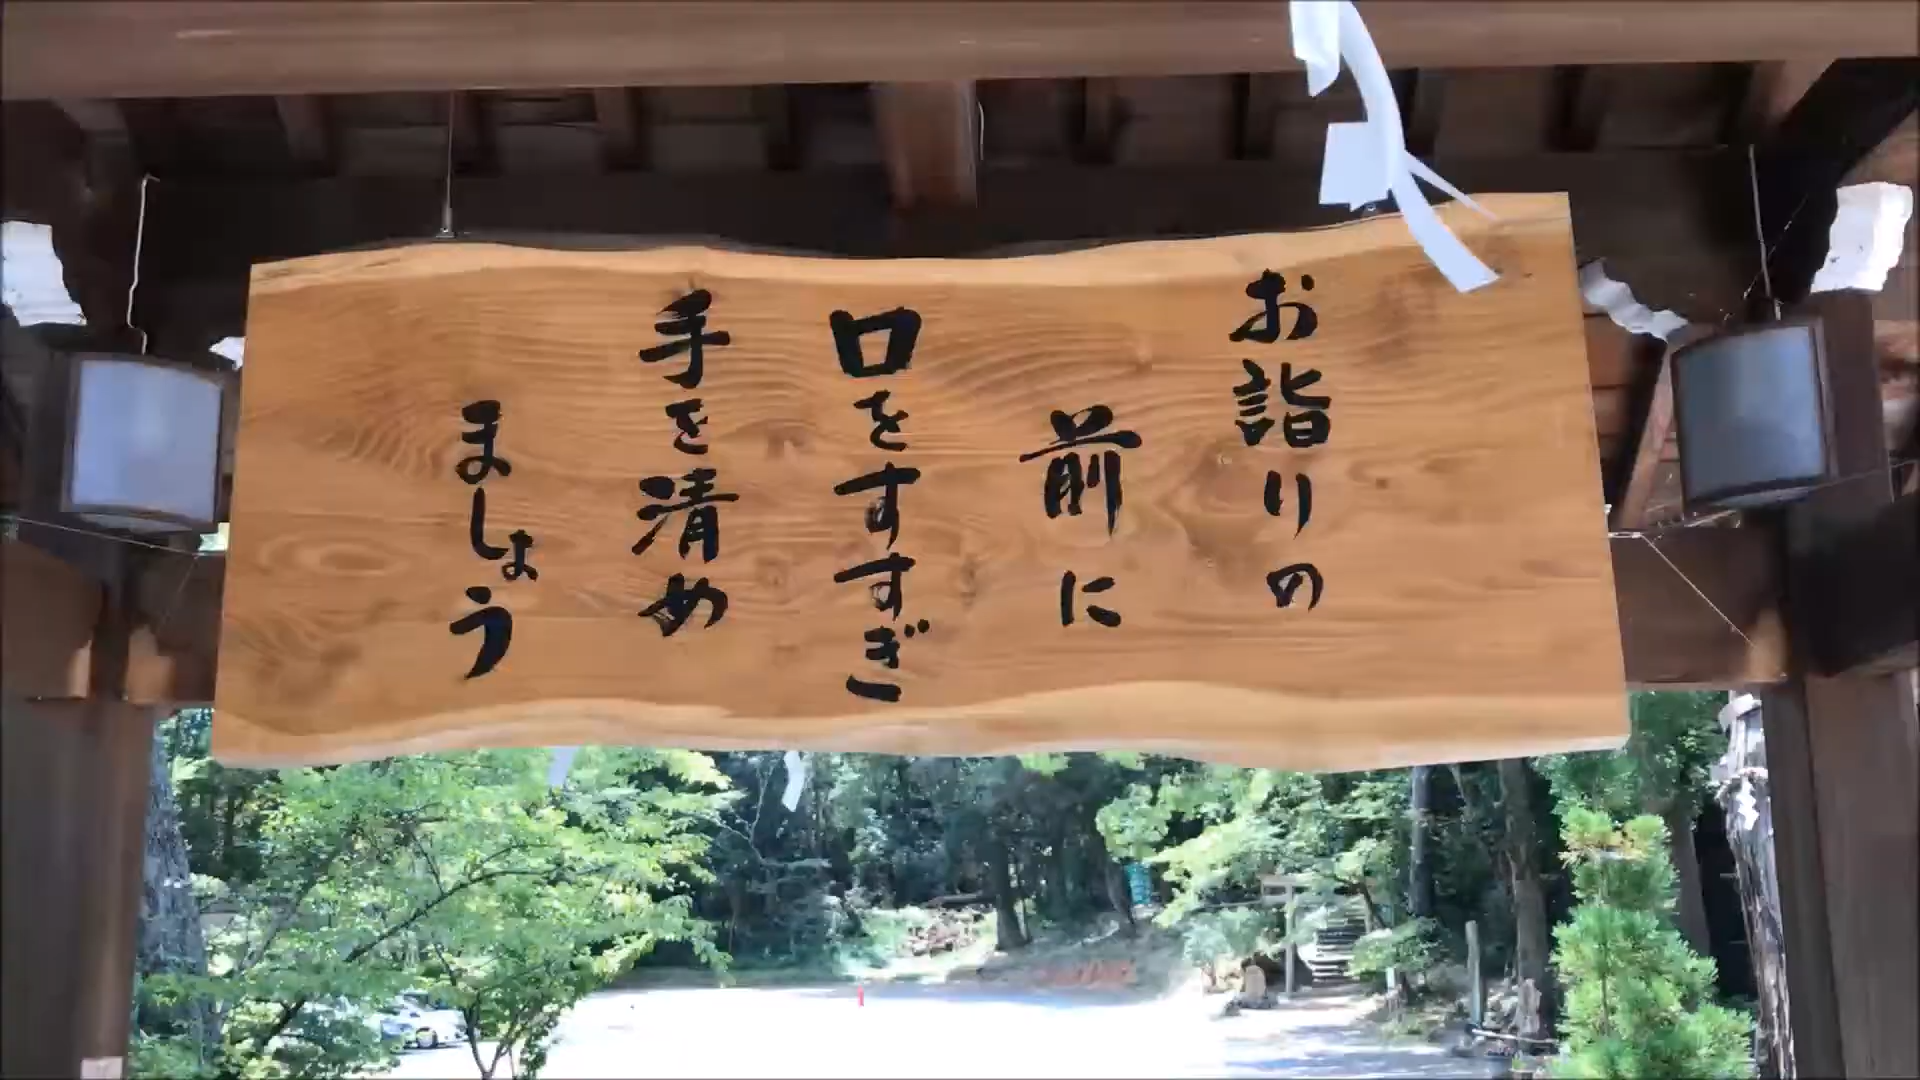 お詣りの
前に
口をすすぎ
手を清め
ましょう